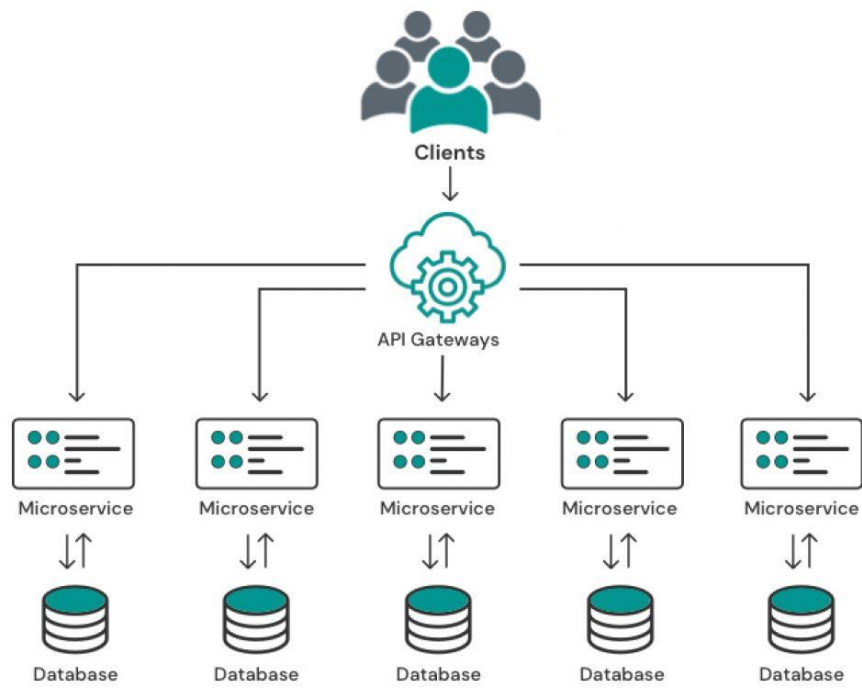 Clients
API Gateways
Microservice
Microservice
Microservice
Microservice
Microservice
Database
Database
Database
Database
Database